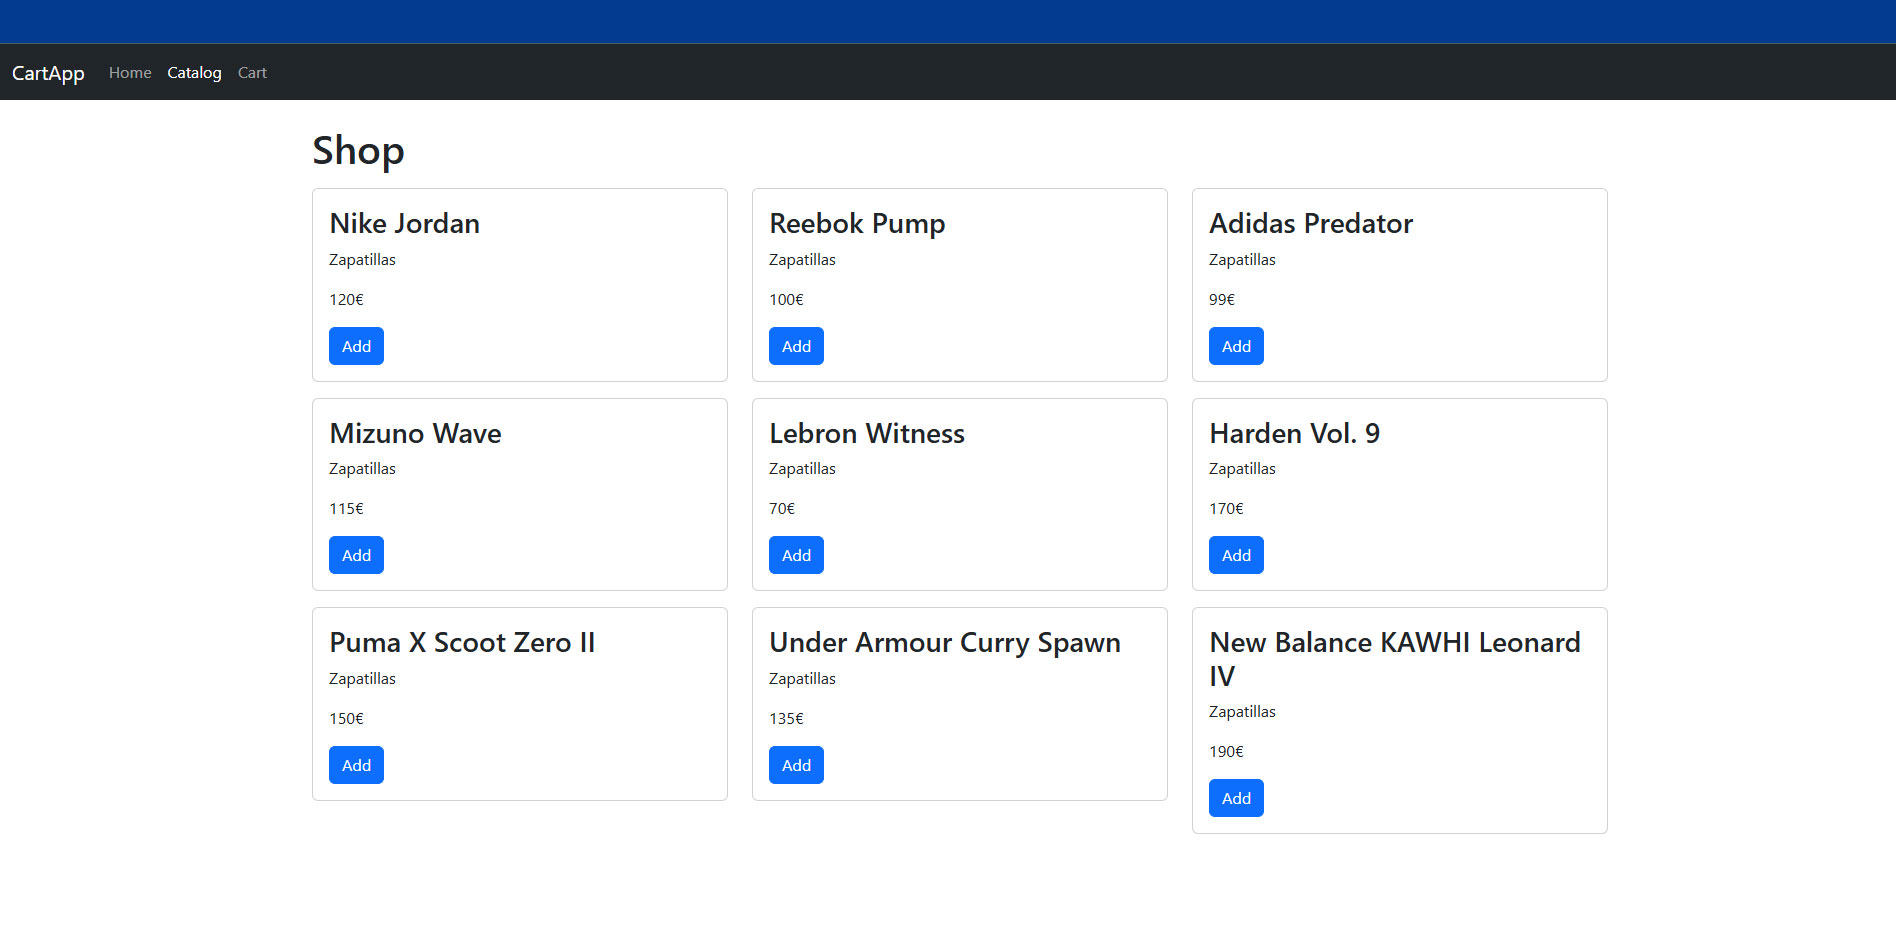 CartApp Home Catalog Cart
Shop
Nike Jordan
Zapatillas
120€
Add
Reebok Pump
Zapatillas
100€
Add
Adidas Predator
Zapatillas
99€
Add
Mizuno Wave
Zapatillas
115€
Add
Lebron Witness
Zapatillas
70€
Add
Harden Vol. 9
Zapatillas
170€
Add
Puma X Scoot Zero II
Zapatillas
150€
Add
Under Armour Curry Spawn
Zapatillas
135€
Add
New Balance KAWHI Leonard
IV
Zapatillas
190€
Add